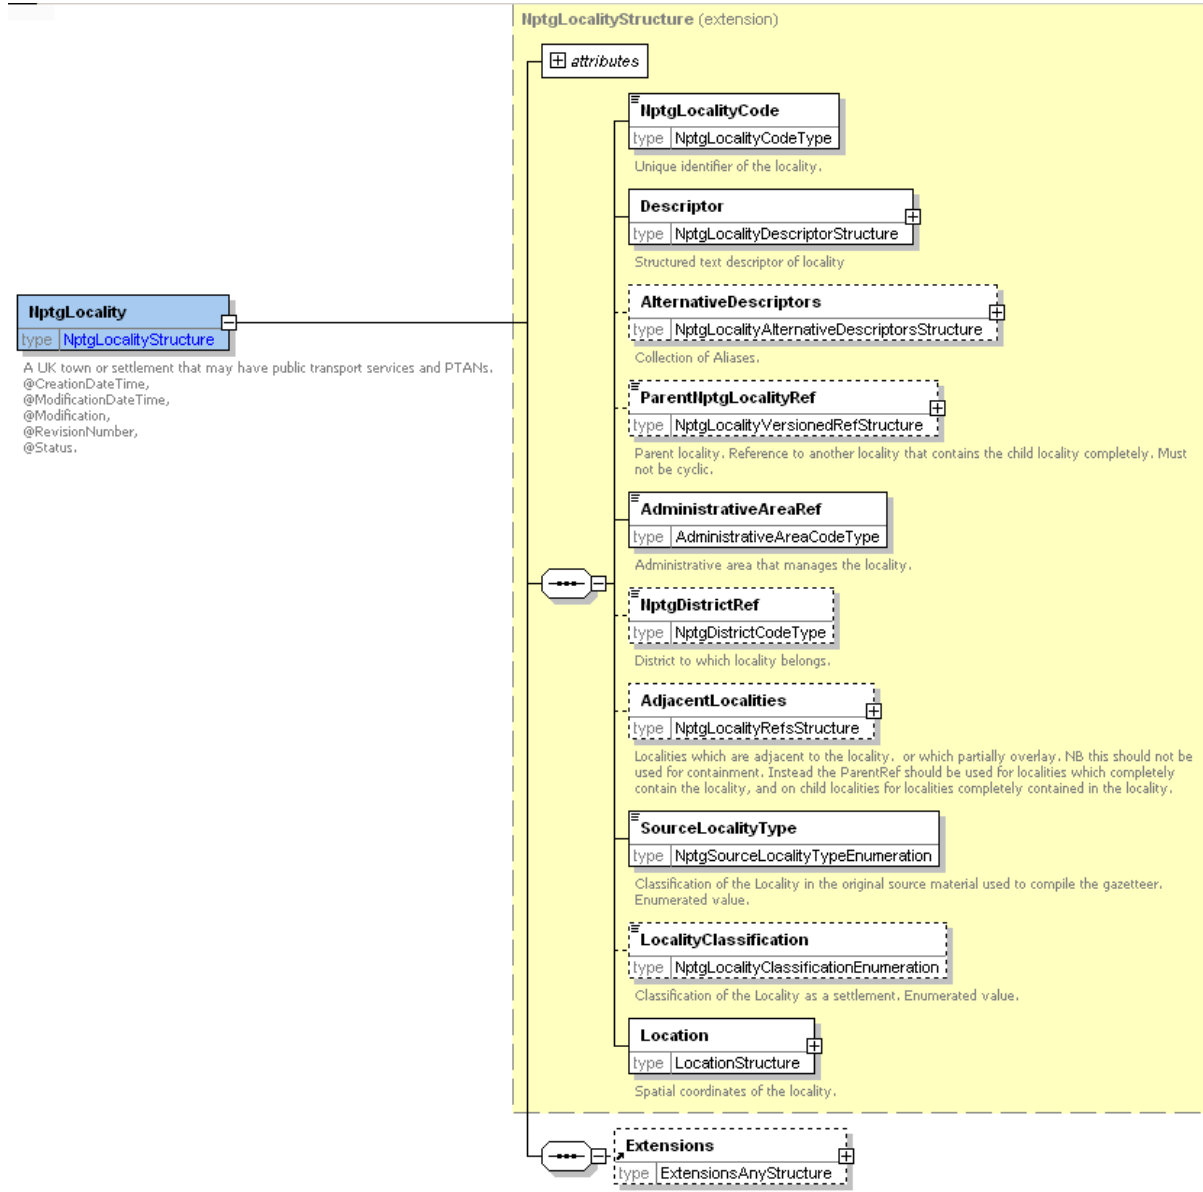 NptgLocalityStructure (extension)
attributes
NptgLocalityCode
type NptgLocalityCodeType
Unique identifier of the locality.
Descriptor
type NptgLocalityDescriptorStructure
Structured text descriptor of locality
AlternativeDescriptors
type NptgLocalityAlternativeDescriptorsStructure
Collection of Aliases.
NptgLocality
type NptgLocalityStructure
A UK town or settlement that may have public transport services and PTANs.
@CreationDateTime,
@ModificationDateTime,
@Modification,
@RevisionNumber,
@Status.
ParentNptgLocalityRef
type NptgLocalityVersionedRefStructure
Parent locality. Reference to another locality that contains the child locality completely. Must
not be cyclic.
AdministrativeAreaRef
type AdministrativeAreaCodeType
Administrative area that manages the locality.
NptgDistrictRef
type NptgDistrictCodeType
District to which locality belongs.
AdjacentLocalities
type NptgLocalityRefsStructure
Localities which are adjacent to the locality. or which partially overlay. NB this should not be
used for containment. Instead the ParentRef should be used for localities which completely
contain the locality, and on child localities for localities completely contained in the locality.
SourceLocalityType
type NptgSourceLocalityTypeEnumeration
Classification of the Locality in the original source material used to compile the gazetteer.
Enumerated value.
LocalityClassification
type NptgLocalityClassificationEnumeration
Classification of the Locality as a settlement. Enumerated value.
Location
type LocationStructure
Spatial coordinates of the locality.
Extensions
type ExtensionsAnyStructure